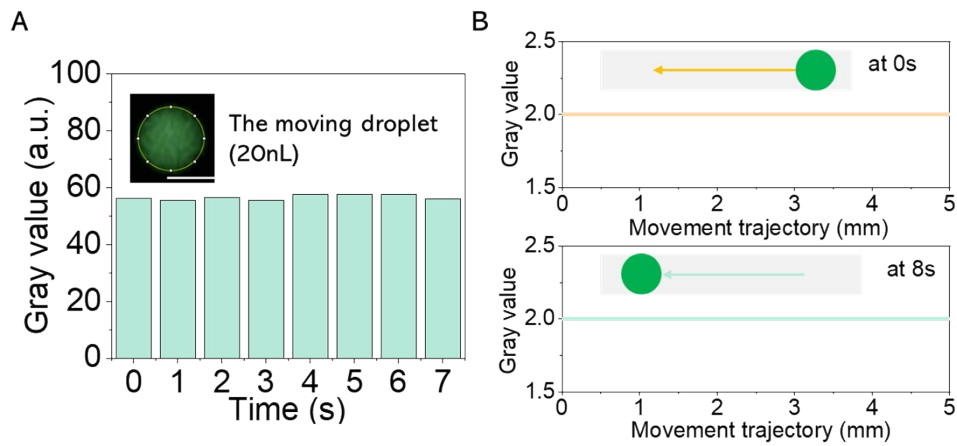 A
Gray value (a.u.)
100
80
60
40
20
0
The moving droplet
(20nL)
0 1 2 3 4 5 6 7
Time (s)
B
Gray value
2.5
2.0
1.5
at 0s
0 1 2 3 4 5
Movement trajectory (mm)
Gray value
2.5
2.0
1.5
at 8s
0 1 2 3 4 5
Movement trajectory (mm)